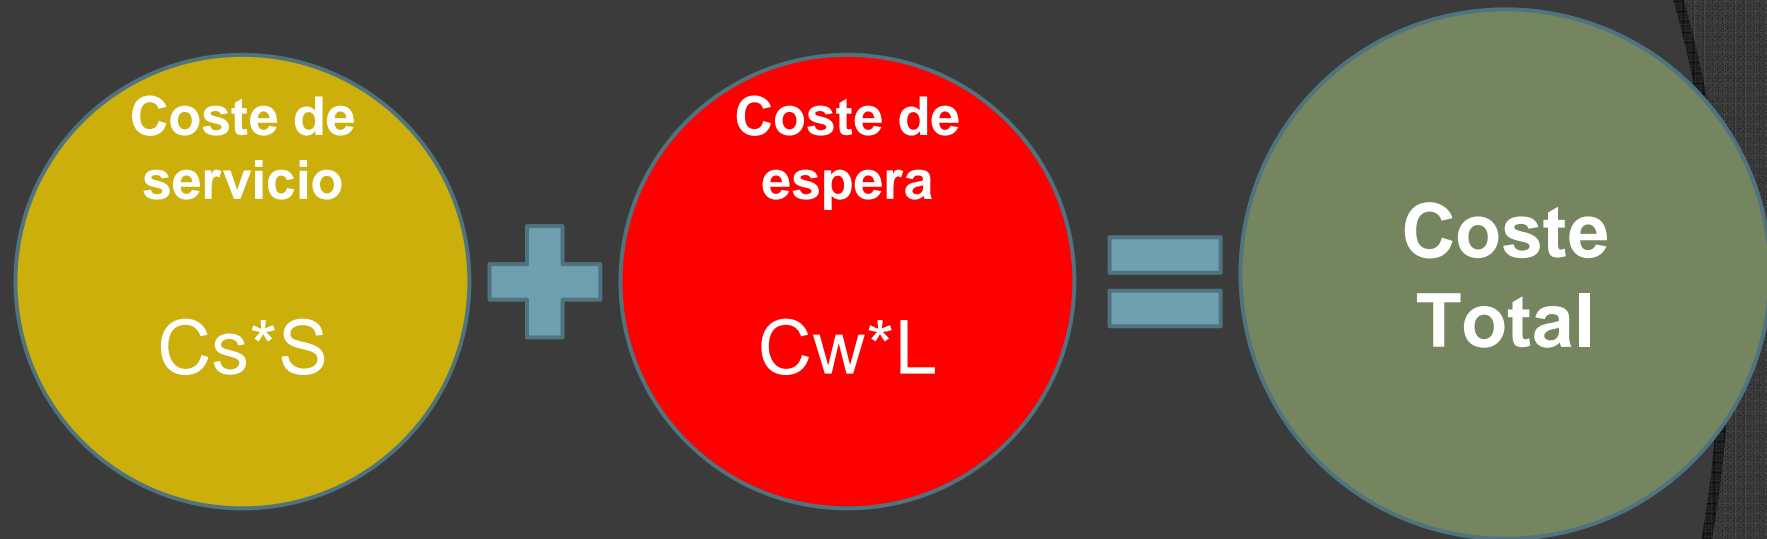 Coste de
servicio
Cs*S
Coste de
espera
Cw*L
Coste
Total